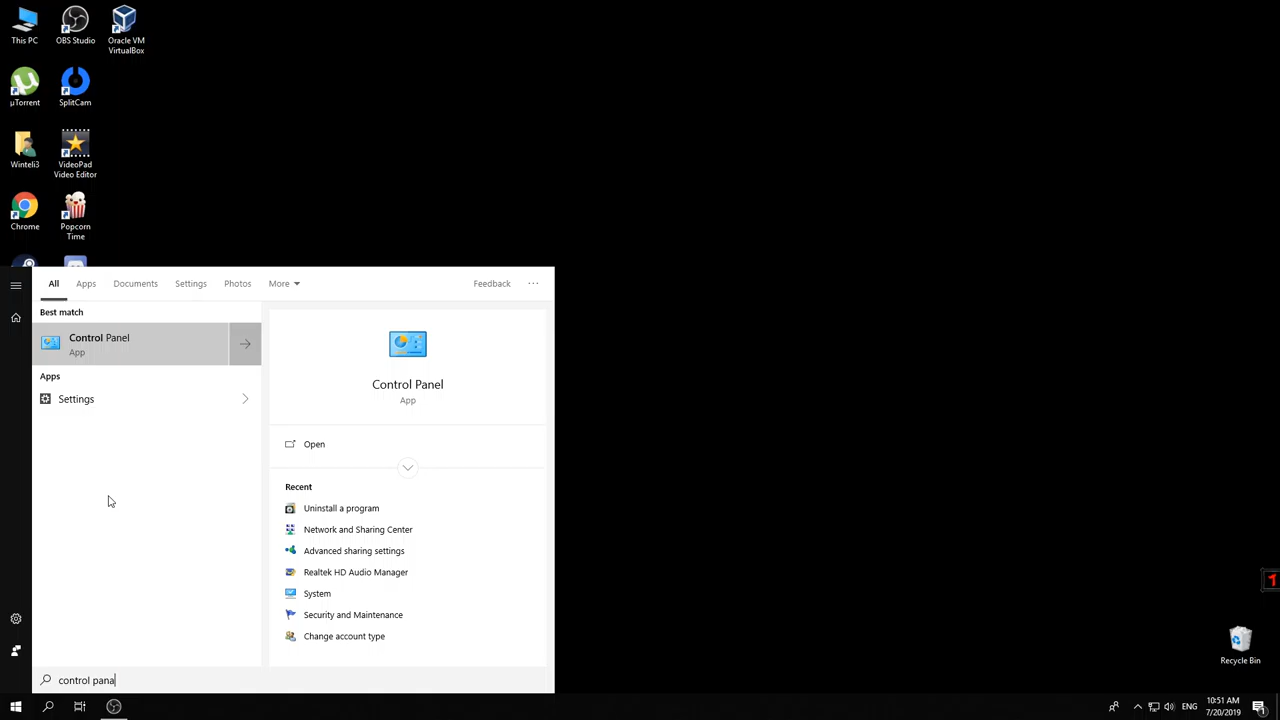 This PC
OBS Studio
Oracle VM
VirtualBox
µTorrent
SplitCam
Winteli3
VideoPad
Video Editor
Chrome
Popcorn
Time
All
Apps
Documents
Settings
Photos
More
Feedback
Best match
Control Panel
App
Apps
Settings
Control Panel
App
Open
Recent
Uninstall a program
Network and Sharing Center
Advanced sharing settings
Realtek HD Audio Manager
System
Security and Maintenance
Change account type
control pana
1
Recycle Bin
ENG
10:51 AM
7/20/2019
1